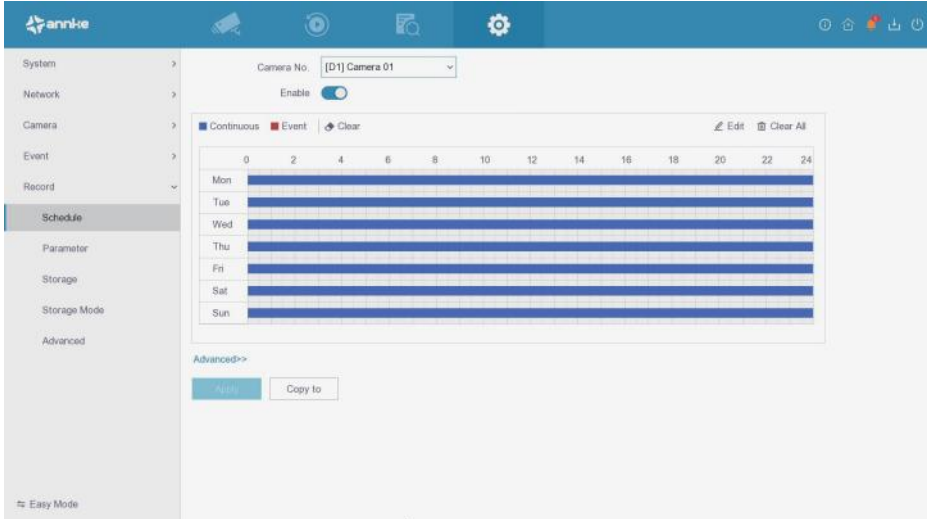 annke
System
Network
Camera
Event
Record
Schedule
Parameter
Storage
Storage Mode
Advanced
Easy Mode
Camera No. [D1] Camera 01
Enable
Continuous Event Clear Edit Clear All
0 2 4 6 8 10 12 14 16 18 20 22 24
Mon
Tue
Wed
Thu
Fri
Sat
Sun
Advanced>>
Apply Copy to